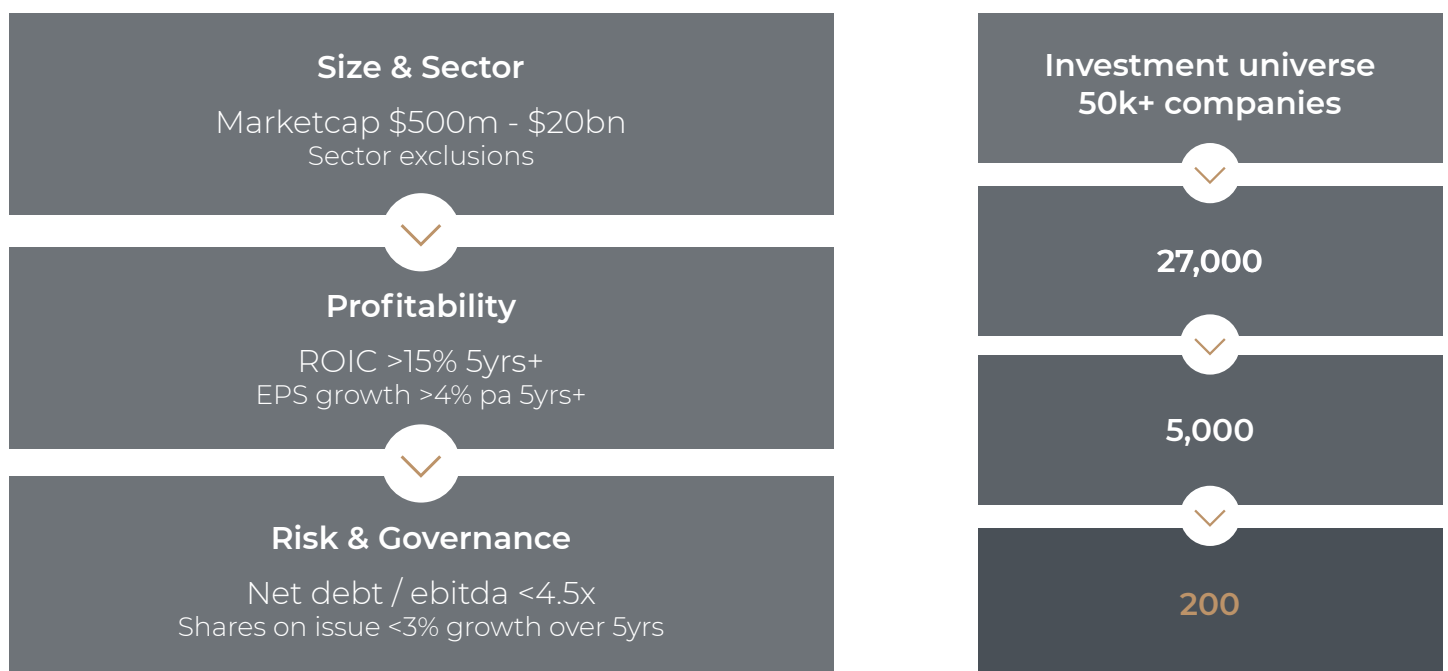 Size & Sector
Marketcap $500m - $20bn
Sector exclusions
Profitability
ROIC >15% 5yrs+
EPS growth >4% pa 5yrs+
Risk & Governance
Net debt / ebitda <4.5x
Shares on issue <3% growth over 5yrs
Investment universe
50k+ companies
27,000
5,000
200